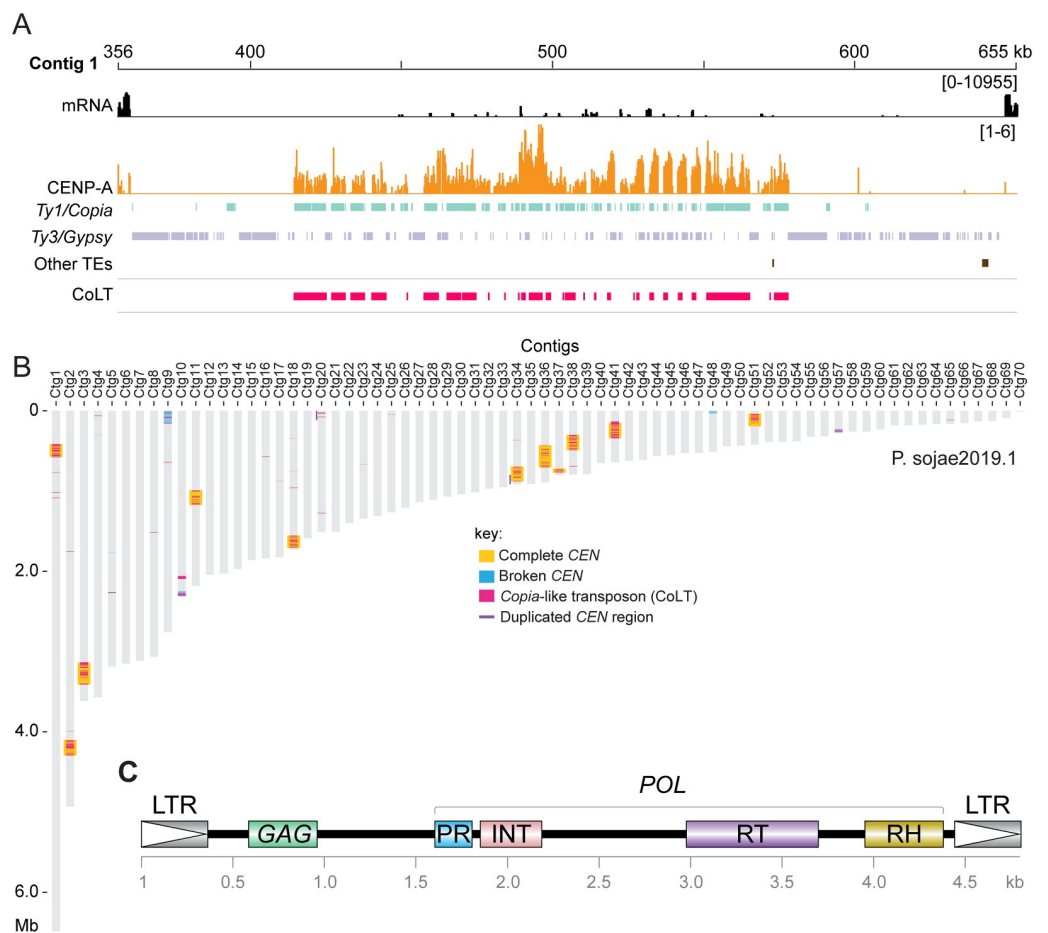 A
356 400 500 600 655 kb
Contig 1
[0-10955]
mRNA
[1-6]
CENP-A
Ty1/Copia
Ty3/Gypsy
Other TEs
CoLT
B
Contigs
Ctg1 Ctg2 Ctg3 Ctg4 Ctg5 Ctg6 Ctg7 Ctg8 Ctg9 Ctg10 Ctg11 Ctg12 Ctg13 Ctg14 Ctg15 Ctg16 Ctg17 Ctg18 Ctg19 Ctg20 Ctg21 Ctg22 Ctg23 Ctg24 Ctg25 Ctg26 Ctg27 Ctg28 Ctg29 Ctg30 Ctg31 Ctg32 Ctg33 Ctg34 Ctg35 Ctg36 Ctg37 Ctg38 Ctg39 Ctg40 Ctg41 Ctg42 Ctg43 Ctg44 Ctg45 Ctg46 Ctg47 Ctg48 Ctg49 Ctg50 Ctg51 Ctg52 Ctg53 Ctg54 Ctg55 Ctg56 Ctg57 Ctg58 Ctg59 Ctg60 Ctg61 Ctg62 Ctg63 Ctg64 Ctg65 Ctg66 Ctg67 Ctg68 Ctg69 Ctg70
0
P. sojae2019.1
key:
Complete CEN
Broken CEN
Copia-like transposon (CoLT)
Duplicated CEN region
2.0
4.0
6.0
Mb
C
POL
LTR LTR
GAG PR INT RT RH
1 0.5 1.0 1.5 2.0 2.5 3.0 3.5 4.0 4.5 kb